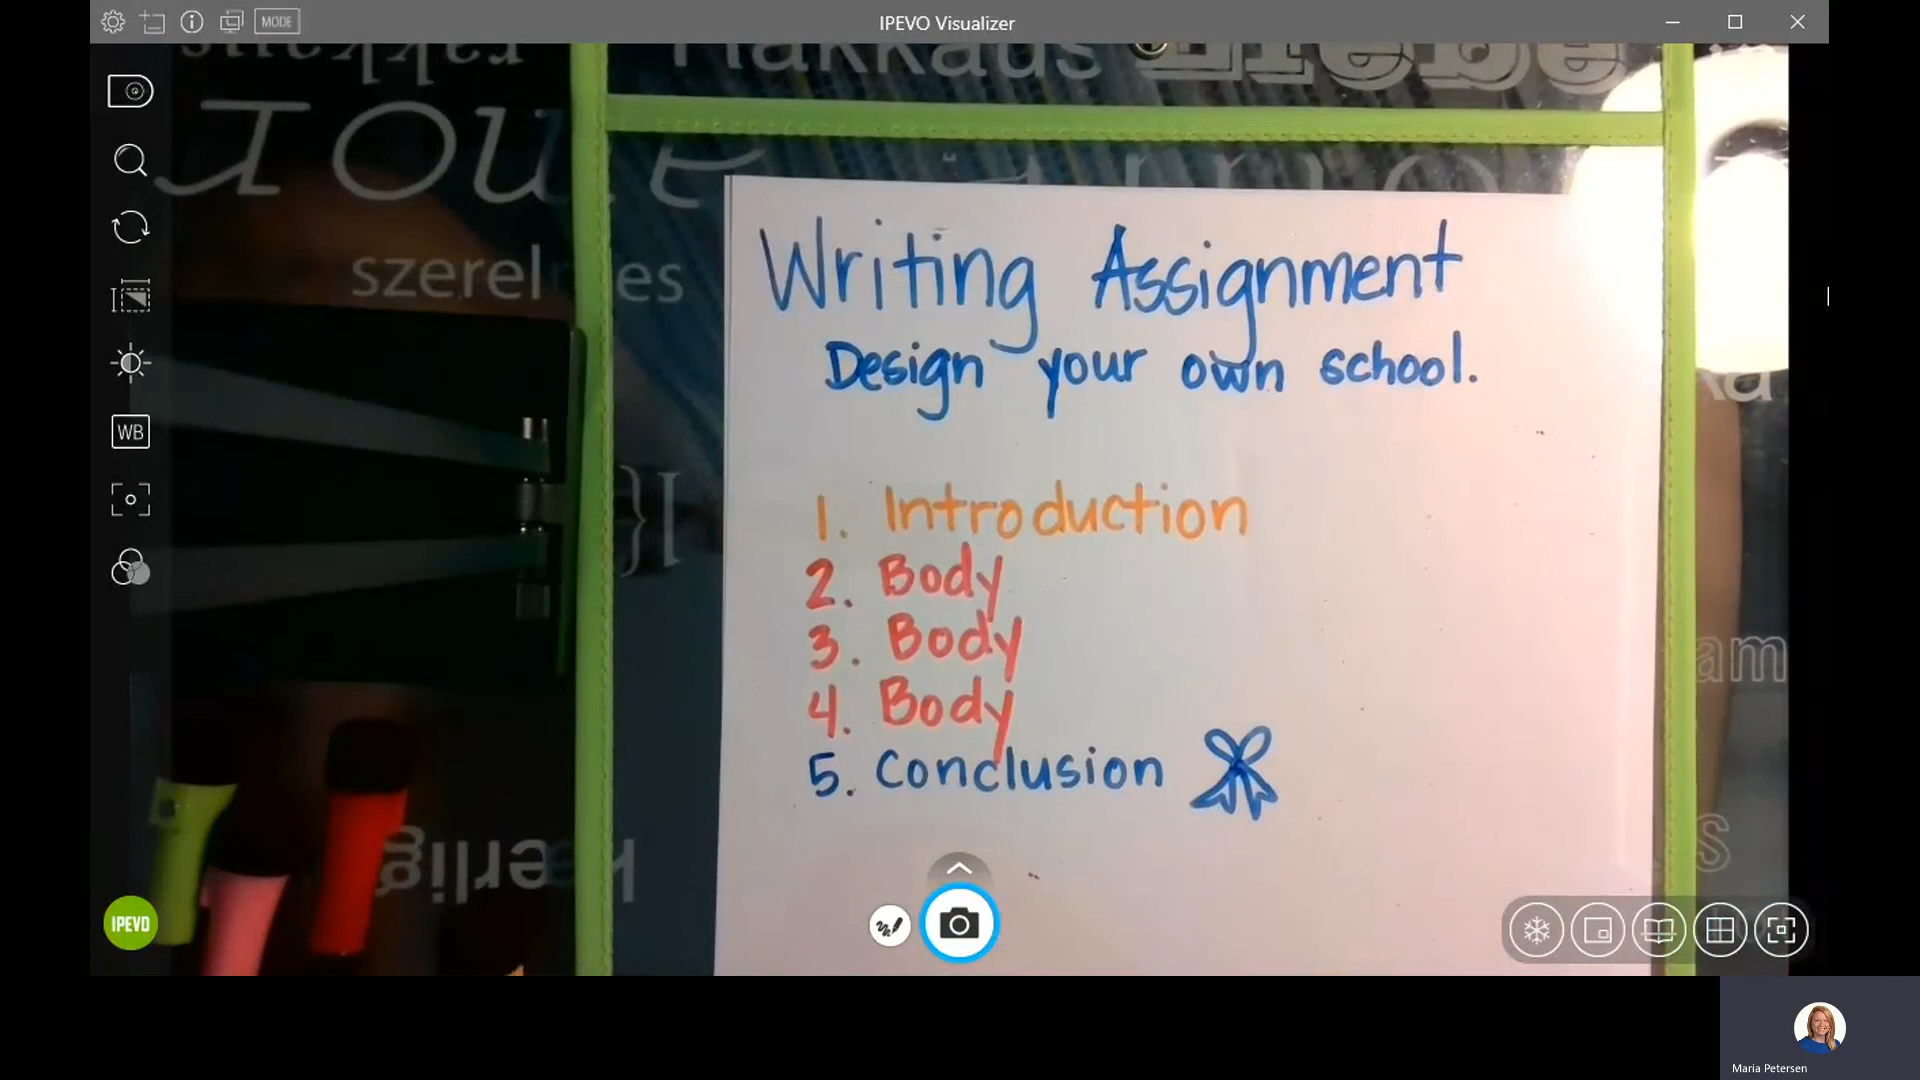 MODE
IPEVO Visualizer
szerel es
WB
Writing Assignment
Design your own school.
1. Introduction
2. Body
3. Body
4. Body
5. Conclusion
am
IPEVO
Maria Petersen